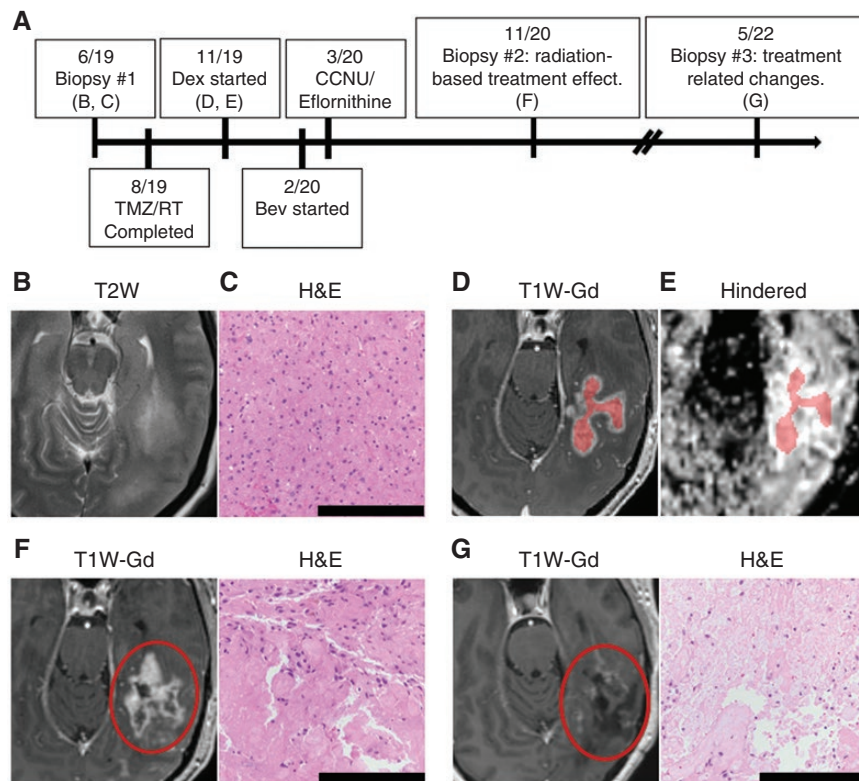 A
6/19
Biopsy #1
(B, C)
11/19
Dex started
(D, E)
3/20
CCNU/
Eflornithine
11/20
Biopsy #2: radiation-
based treatment effect.
(F)
5/22
Biopsy #3: treatment
related changes.
(G)
8/19
TMZ/RT
Completed
2/20
Bev started
B
T2W
C
H&E
D
T1W-Gd
E
Hindered
F
T1W-Gd
H&E
G
T1W-Gd
H&E